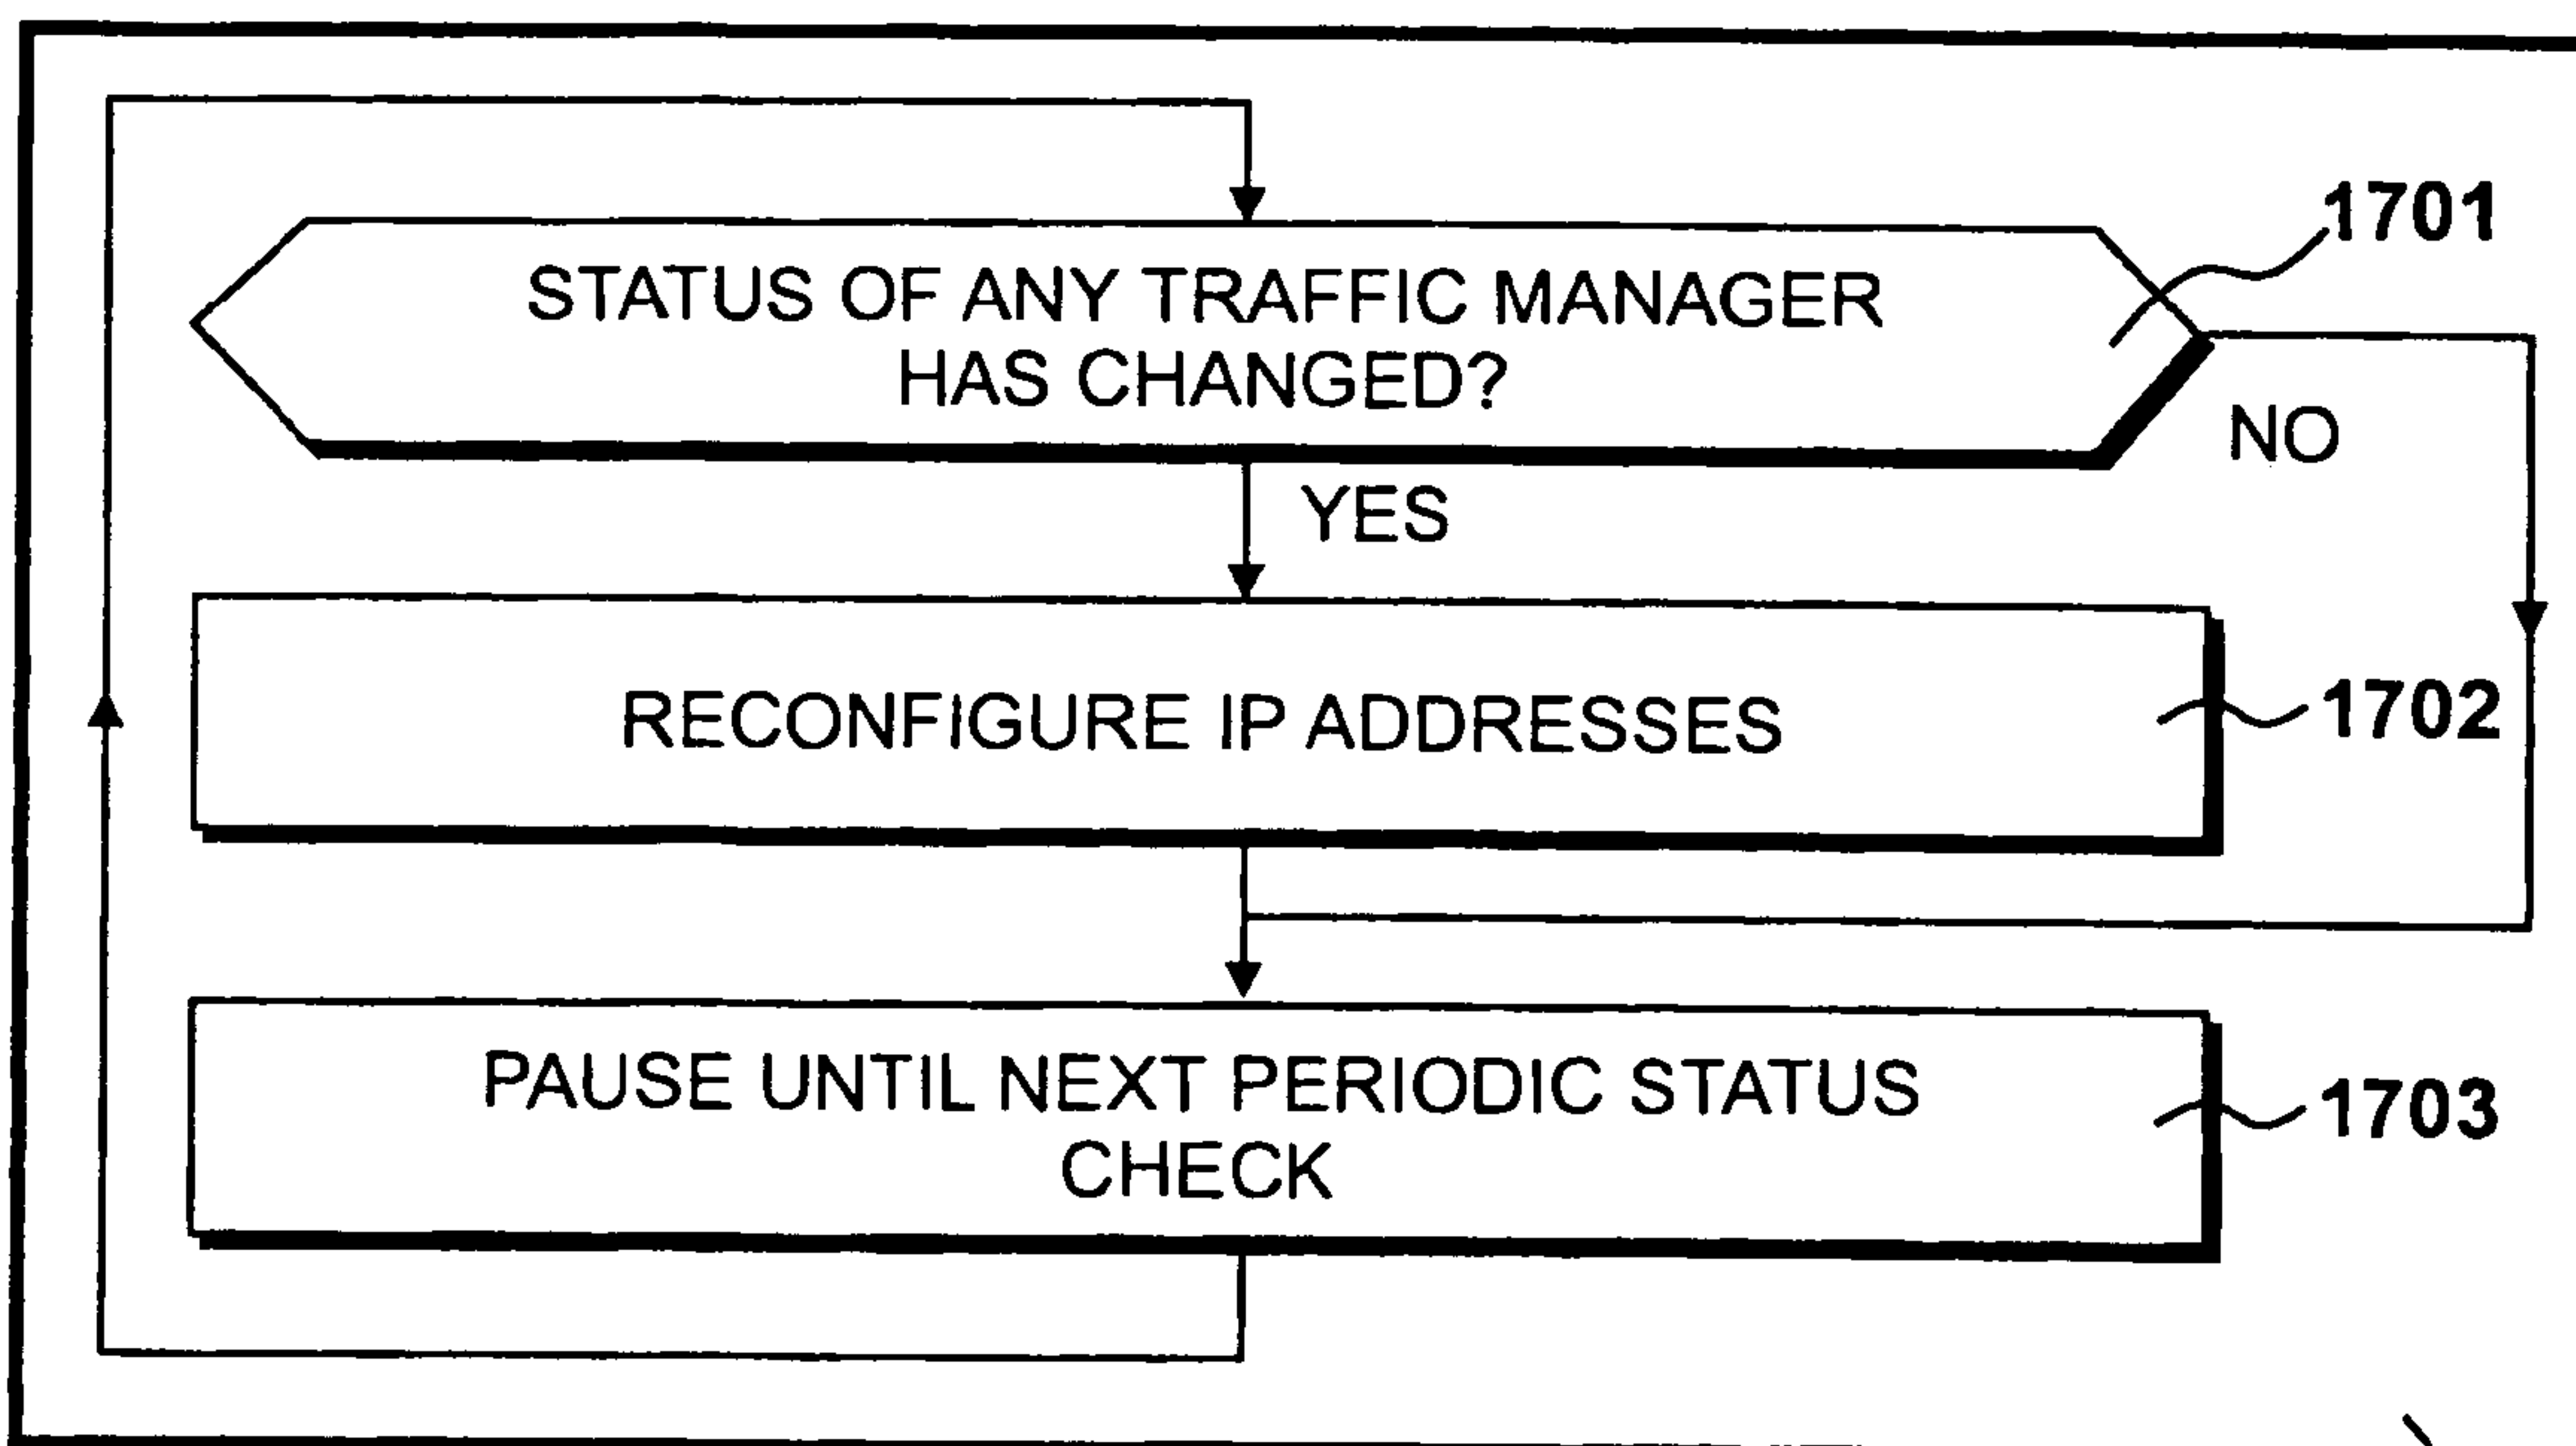 1701
STATUS OF ANY TRAFFIC MANAGER
HAS CHANGED?
NO
YES
RECONFIGURE IP ADDRESSES
1702
PAUSE UNTIL NEXT PERIODIC STATUS
CHECK
1703